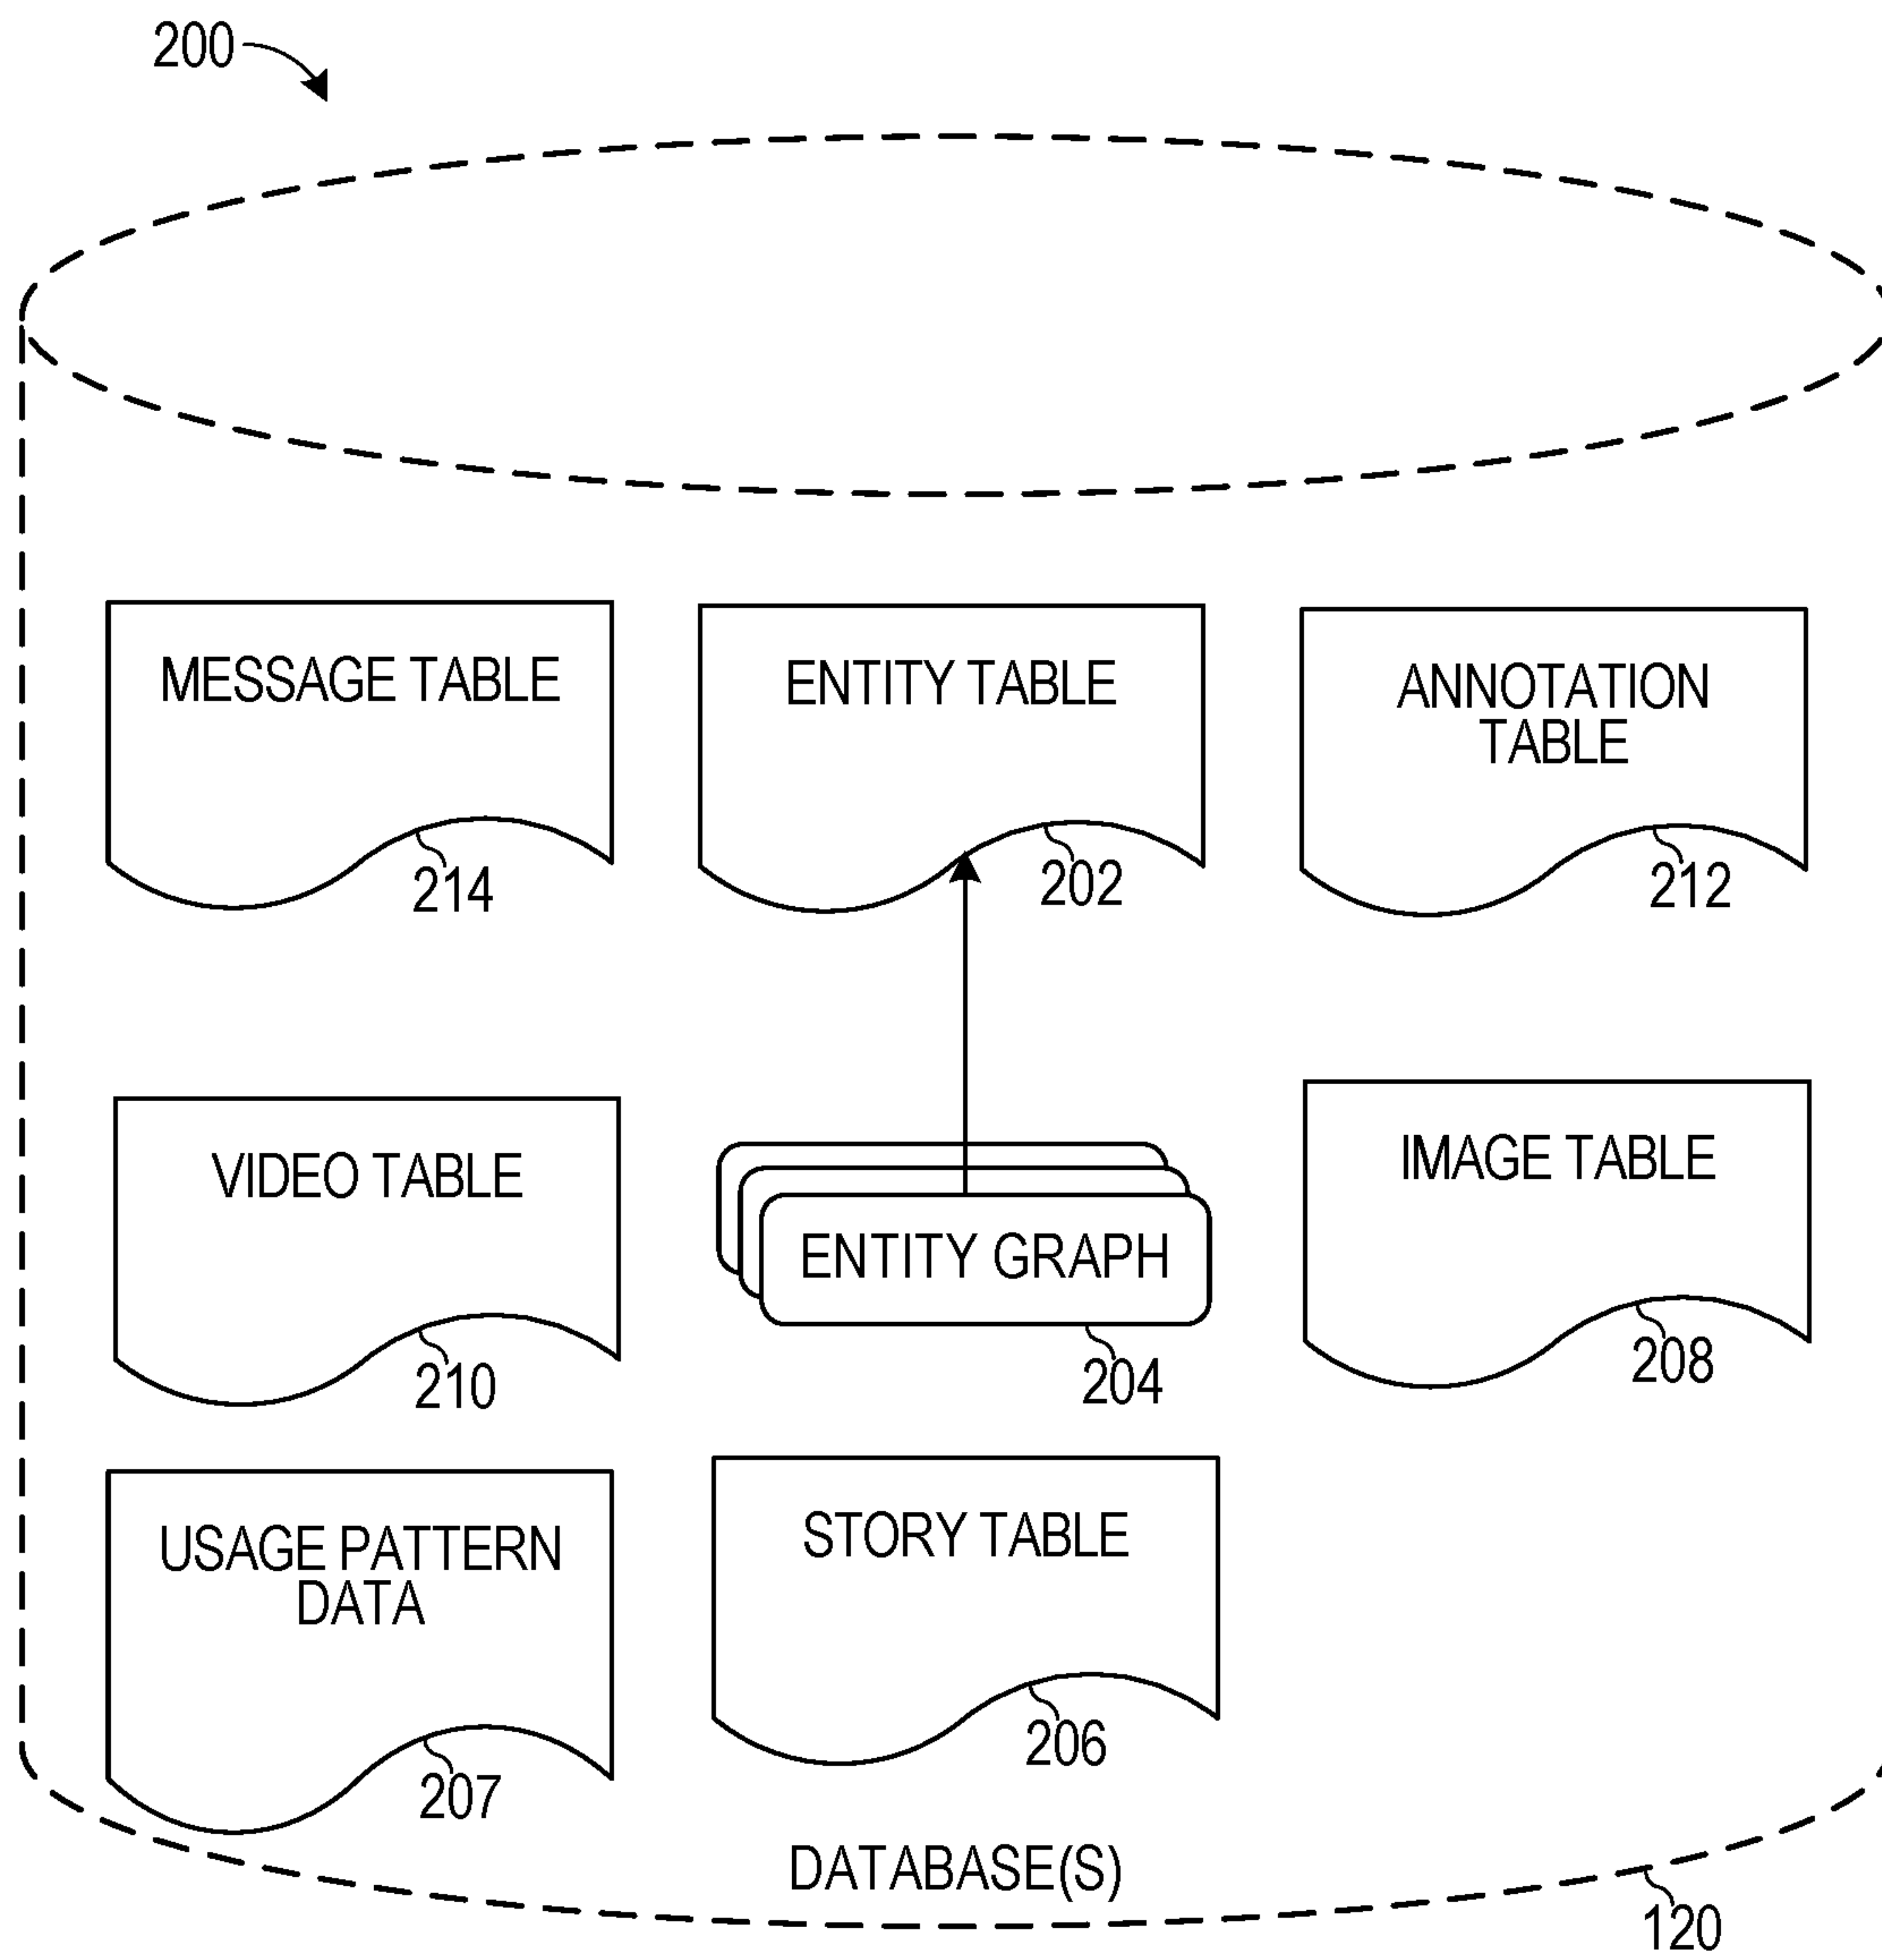 200
MESSAGE TABLE
214
ENTITY TABLE
202
ANNOTATION
TABLE
212
VIDEO TABLE
210
ENTITY GRAPH
204
IMAGE TABLE
208
USAGE PATTERN
DATA
207
STORY TABLE
206
DATABASE(S)
120